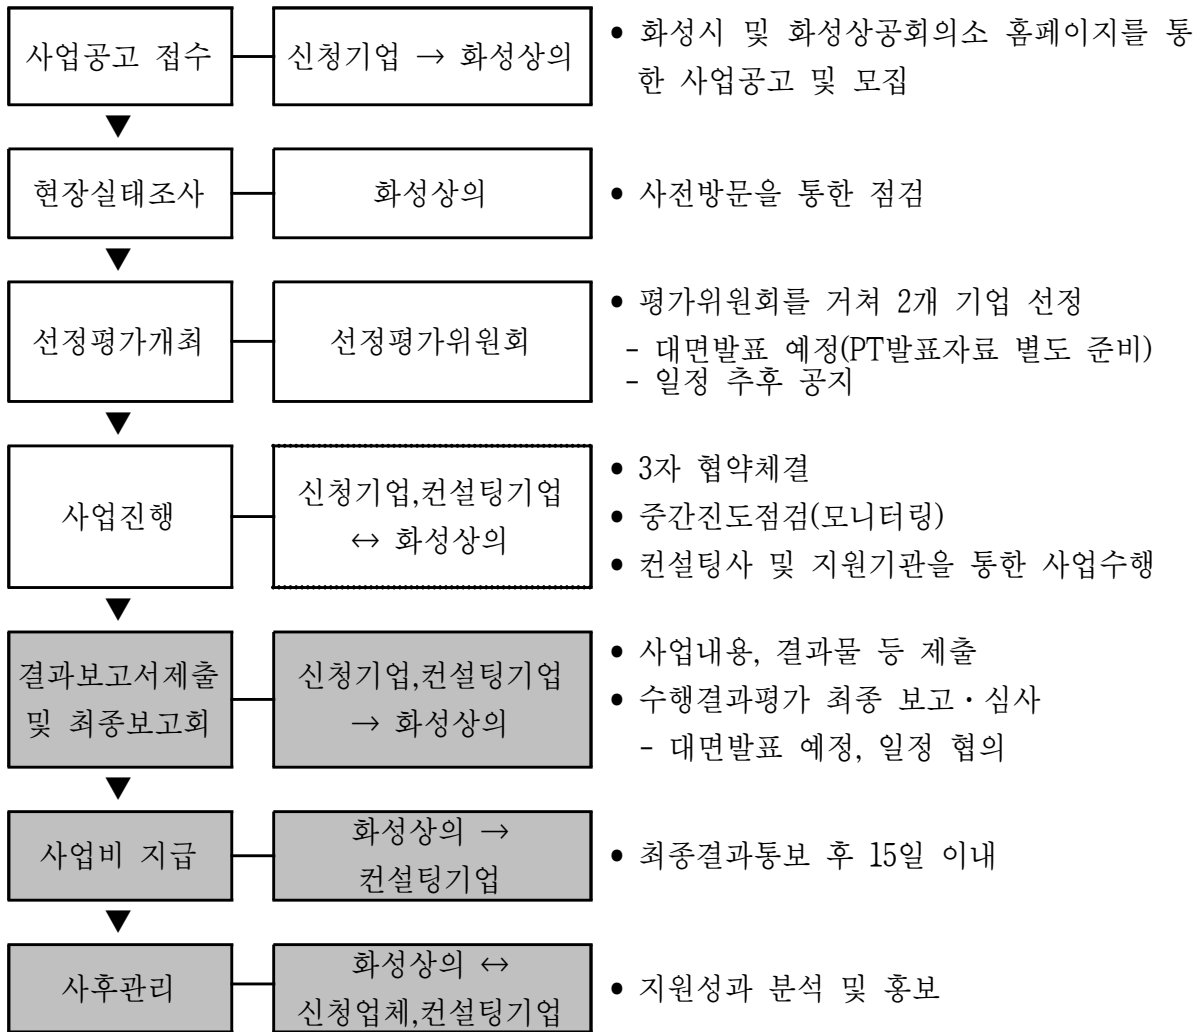 사업공고 접수
신청기업 → 화성상의
• 화성시 및 화성상공회의소 홈페이지를 통
한 사업공고 및 모집
▼
현장실태조사
화성상의
• 사전방문을 통한 점검
▼
선정평가개최
선정평가위원회
• 평가위원회를 거쳐 2개 기업 선정
- 대면발표 예정(PT발표자료 별도 준비)
- 일정 추후 공지
▼
사업진행
신청기업,컨설팅기업
↔ 화성상의
• 3자 협약체결
• 중간진도점검(모니터링)
• 컨설팅사 및 지원기관을 통한 사업수행
▼
결과보고서제출
및 최종보고회
신청기업,컨설팅기업
→ 화성상의
• 사업내용, 결과물 등 제출
• 수행결과평가 최종 보고·심사
- 대면발표 예정, 일정 협의
▼
사업비 지급
화성상의 →
컨설팅기업
• 최종결과통보 후 15일 이내
▼
사후관리
화성상의 ↔
신청업체,컨설팅기업
• 지원성과 분석 및 홍보